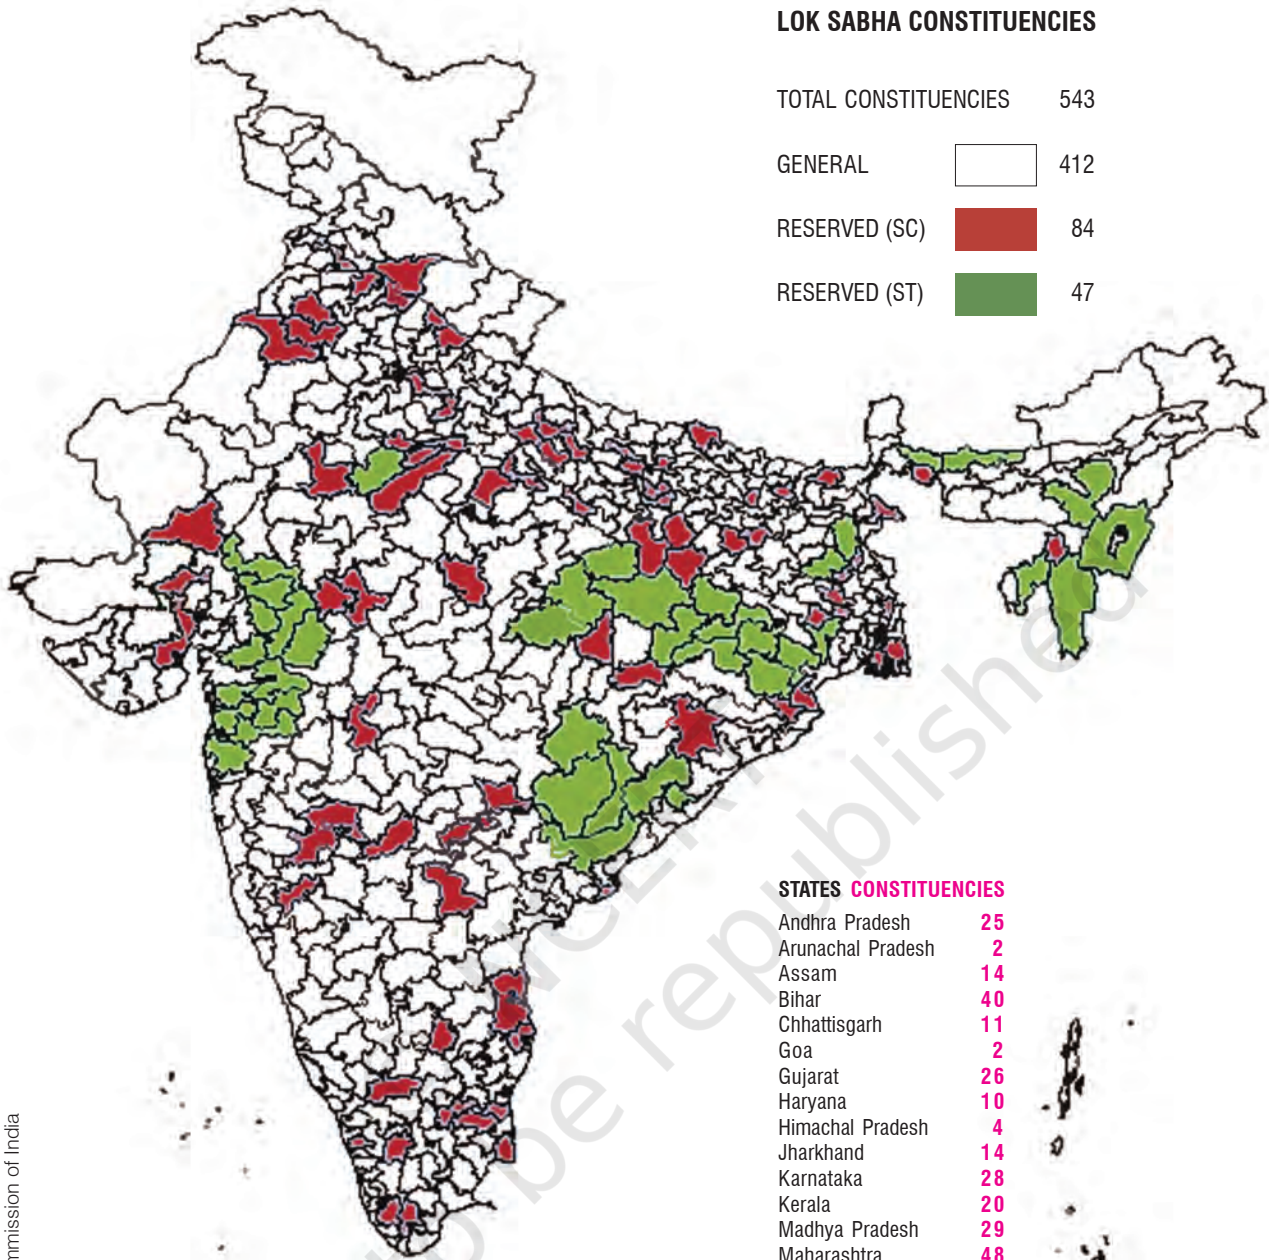 LOK SABHA CONSTITUENCIES
TOTAL CONSTITUENCIES 543
GENERAL 412
RESERVED (SC) 84
RESERVED (ST) 47
STATES CONSTITUENCIES
Andhra Pradesh 25
Arunachal Pradesh 2
Assam 14
Bihar 40
Chhattisgarh 11
Goa 2
Gujarat 26
Haryana 10
Himachal Pradesh 4
Jharkhand 14
Karnataka 28
Kerala 20
Madhya Pradesh 29
Maharashtra 48
mmission of India
be republished